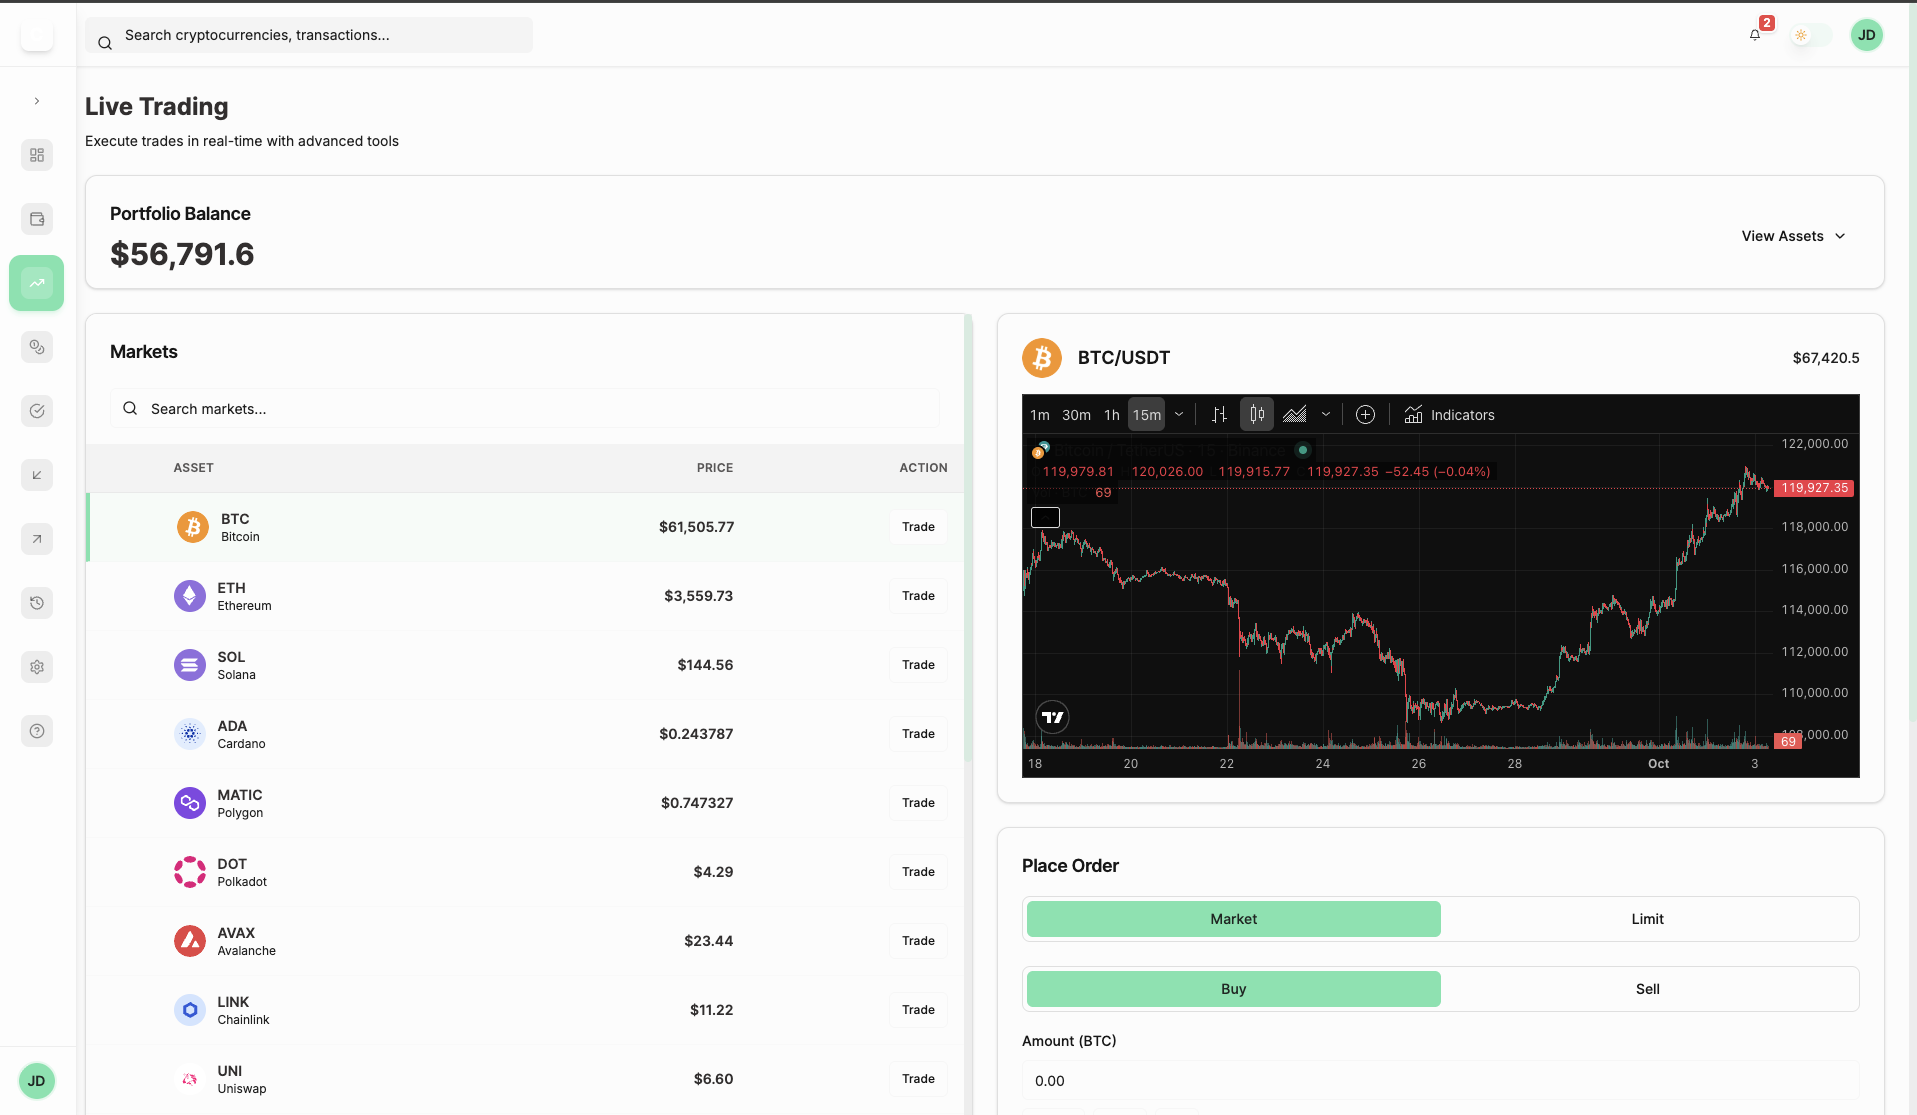 2
Search cryptocurrencies, transactions...
JD
Live Trading
Execute trades in real-time with advanced tools
Portfolio Balance
$56,791.6
View Assets
Markets
Search markets...
ASSET PRICE ACTION
BTC
Bitcoin
$61,505.77
Trade
ETH
Ethereum
$3,559.73
Trade
SOL
Solana
$144.56
Trade
ADA
Cardano
$0.243787
Trade
MATIC
Polygon
$0.747327
Trade
DOT
Polkadot
$4.29
Trade
AVAX
Avalanche
$23.44
Trade
LINK
Chainlink
$11.22
Trade
UNI
Uniswap
$6.60
Trade
JD
BTC/USDT
$67,420.5
1m 30m 1h 15m Indicators
Bitcoin / TetherUS · 15 · Binance
119,979.81 120,026.00 119,915.77 119,927.35 −52.45 (−0.04%)
69
122,000.00
119,927.35
118,000.00
116,000.00
114,000.00
112,000.00
110,000.00
69
,000.00
18 20 22 24 26 28 Oct 3
Place Order
Market Limit
Buy Sell
Amount (BTC)
0.00